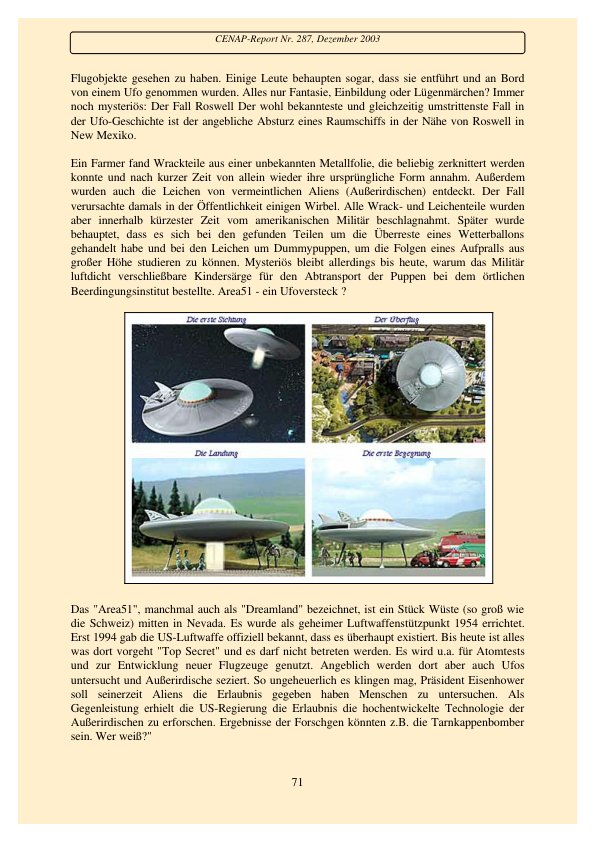 CENAP-Report Nr. 287, Dezember 2003
Flugobjekte gesehen zu haben. Einige Leute behaupten sogar, dass sie entführt und an Bord
von einem Ufo genommen wurden. Alles nur Fantasie, Einbildung oder Lügenmärchen? Immer
noch mysteriös: Der Fall Roswell Der wohl bekannteste und gleichzeitig umstrittenste Fall in
der Ufo-Geschichte ist der angebliche Absturz eines Raumschiffs in der Nähe von Roswell in
New Mexiko.
Ein Farmer fand Wrackteile aus einer unbekannten Metallfolie, die beliebig zerknittert werden
konnte und nach kurzer Zeit von allein wieder ihre ursprüngliche Form annahm. Außerdem
wurden auch die Leichen von vermeintlichen Aliens (Außerirdischen) entdeckt. Der Fall
verursachte damals in der Öffentlichkeit einigen Wirbel. Alle Wrack- und Leichenteile wurden
aber innerhalb kürzester Zeit vom amerikanischen Militär beschlagnahmt. Später wurde
behauptet, dass es sich bei den gefunden Teilen um die Überreste eines Wetterballons
gehandelt habe und bei den Leichen um Dummypuppen, um die Folgen eines Aufpralls aus
großer Höhe studieren zu können. Mysteriös bleibt allerdings bis heute, warum das Militär
luftdicht verschließbare Kindersärge für den Abtransport der Puppen bei dem örtlichen
Beerdingungsinstitut bestellte. Area51 - ein Ufoversteck ?
Die erste Sichtung
Der Überflug
Die Landung
Die erste Begegnung
Das "Area51", manchmal auch als "Dreamland" bezeichnet, ist ein Stück Wüste (so groß wie
die Schweiz) mitten in Nevada. Es wurde als geheimer Luftwaffenstützpunkt 1954 errichtet.
Erst 1994 gab die US-Luftwaffe offiziell bekannt, dass es überhaupt existiert. Bis heute ist alles
was dort vorgeht "Top Secret" und es darf nicht betreten werden. Es wird u.a. für Atomtests
und zur Entwicklung neuer Flugzeuge genutzt. Angeblich werden dort aber auch Ufos
untersucht und Außerirdische seziert. So ungeheuerlich es klingen mag, Präsident Eisenhower
soll seinerzeit Aliens die Erlaubnis gegeben haben Menschen zu untersuchen. Als
Gegenleistung erhielt die US-Regierung die Erlaubnis die hochentwickelte Technologie der
Außerirdischen zu erforschen. Ergebnisse der Forschgen könnten z.B. die Tarnkappenbomber
sein. Wer weiß?"
71